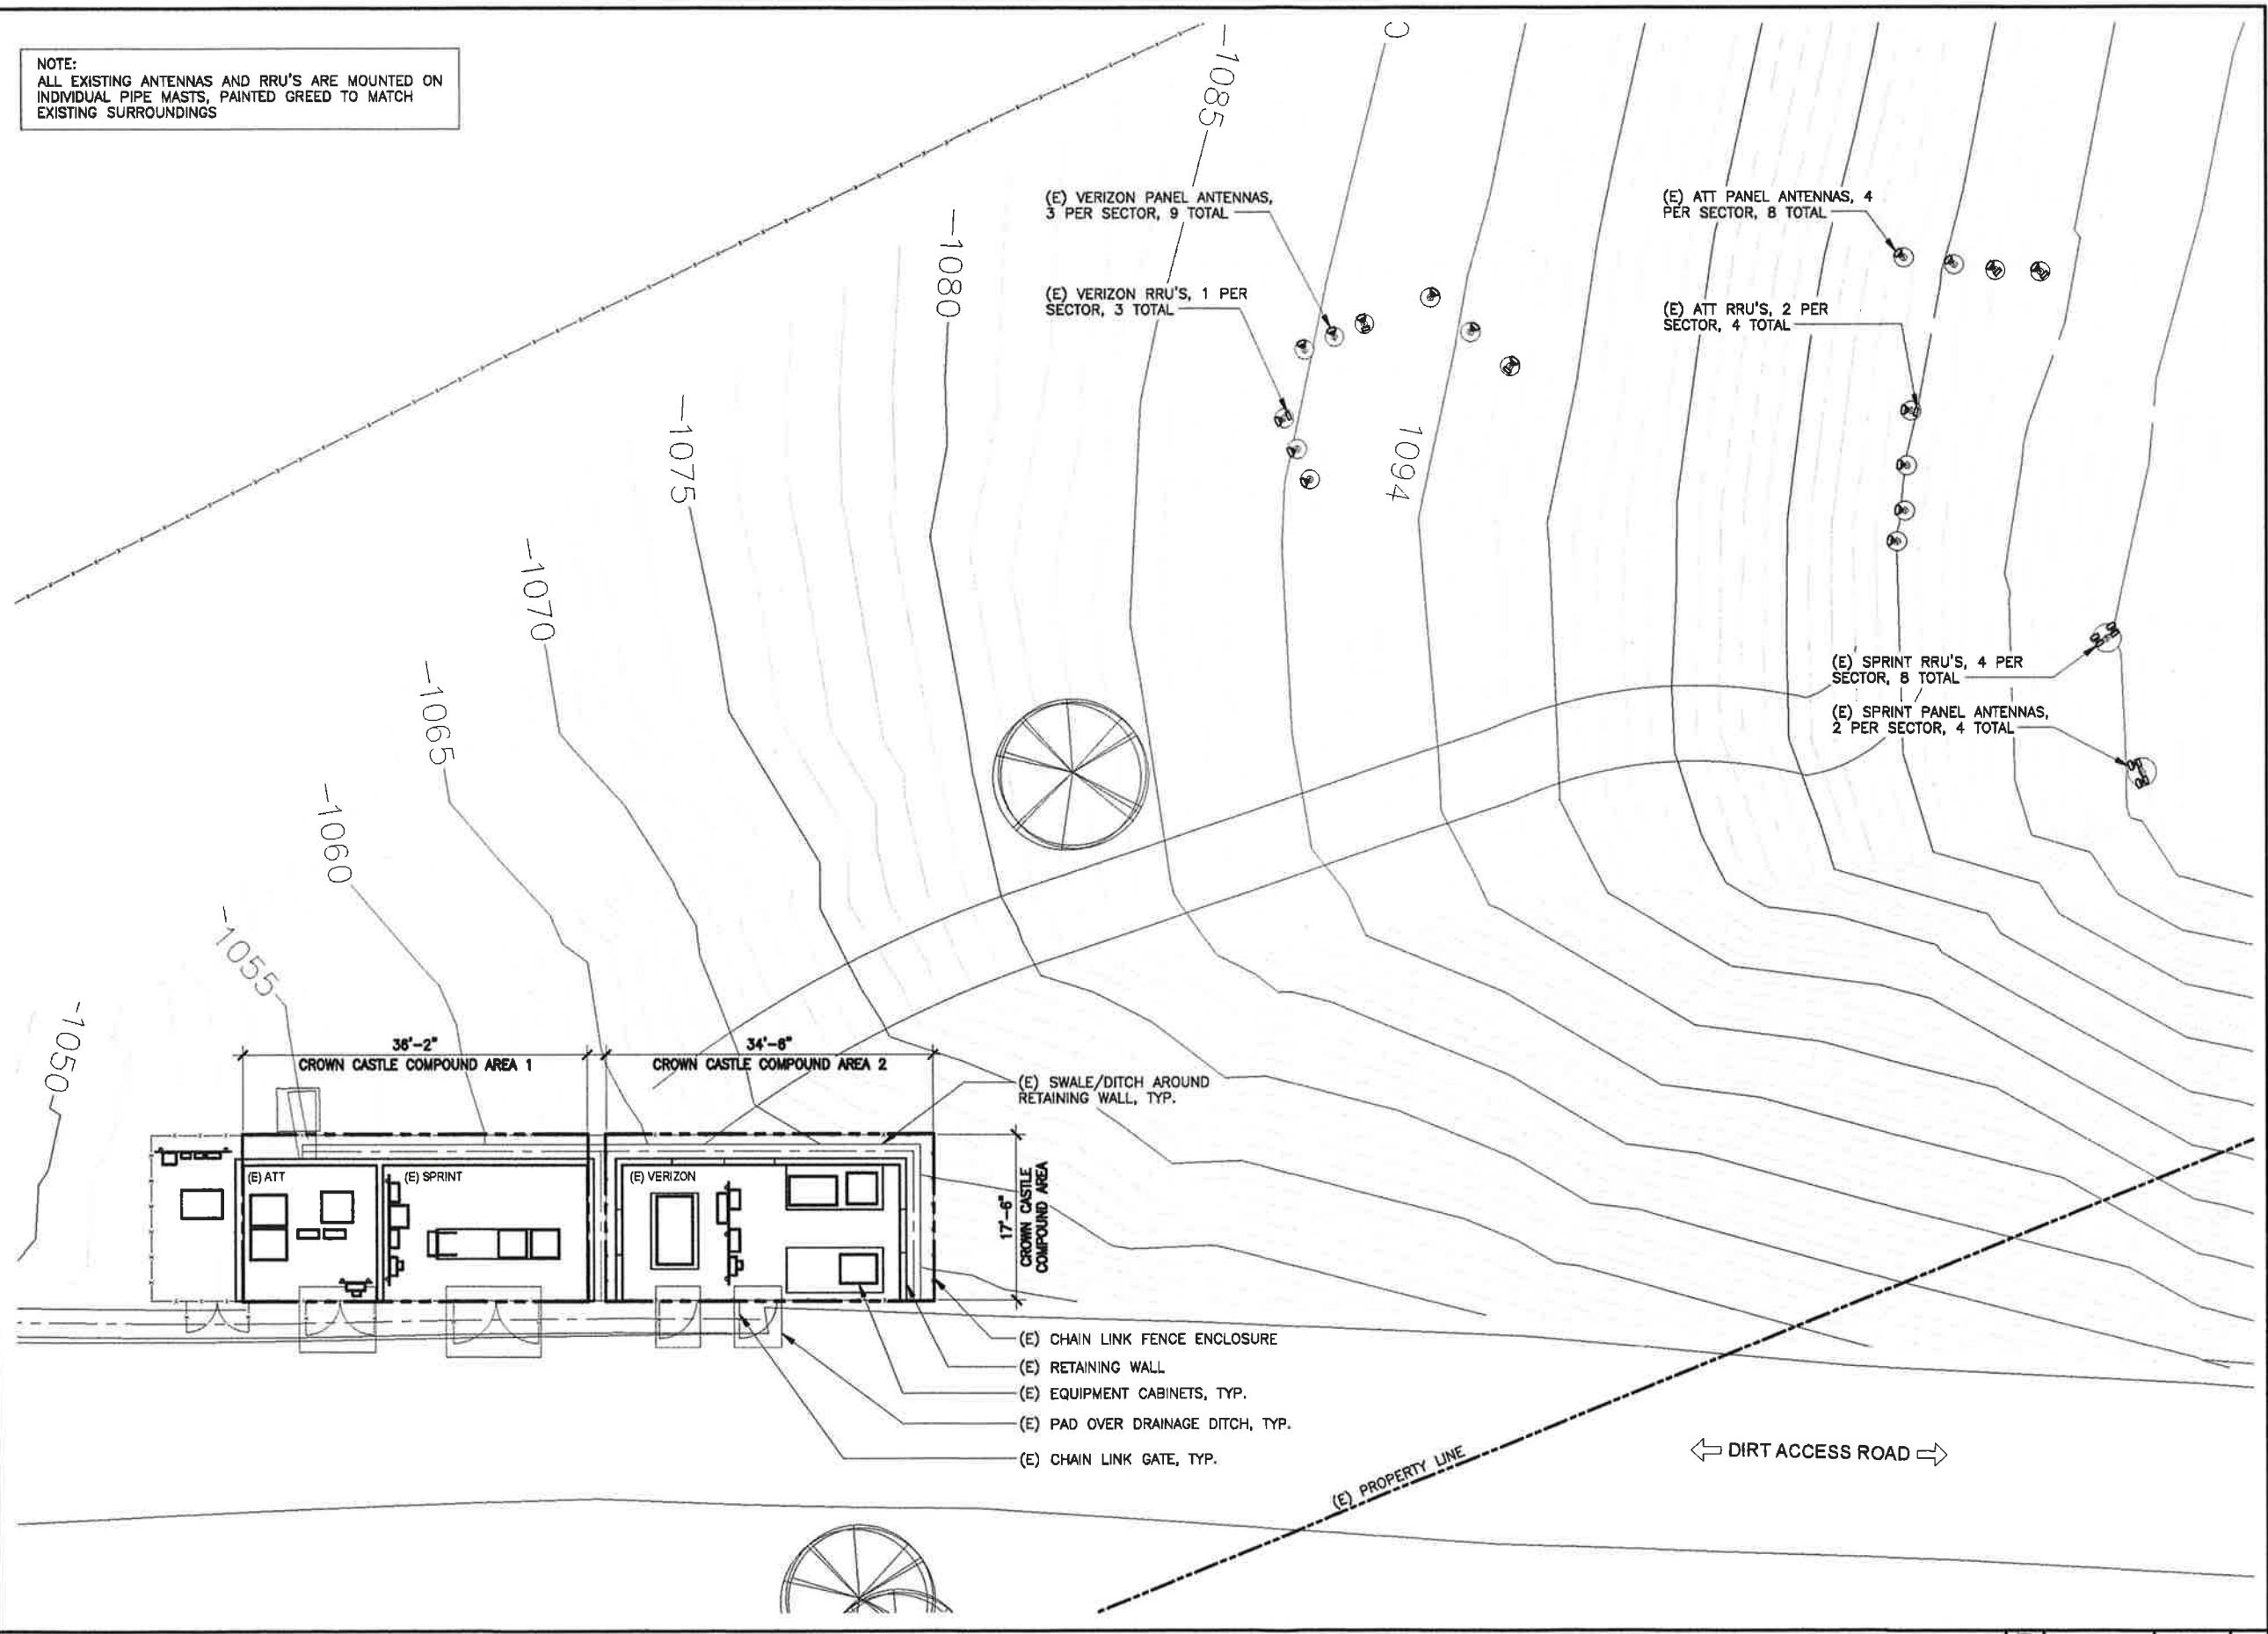 NOTE:
ALL EXISTING ANTENNAS AND RRU'S ARE MOUNTED ON
INDIVIDUAL PIPE MASTS, PAINTED GREED TO MATCH
EXISTING SURROUNDINGS
1085
1080
1075
1070
1065
1060
1055
1050
1094
(E) VERIZON PANEL ANTENNAS,
3 PER SECTOR, 9 TOTAL
(E) VERIZON RRU'S, 1 PER
SECTOR, 3 TOTAL
(E) ATT PANEL ANTENNAS, 4
PER SECTOR, 8 TOTAL
(E) ATT RRU'S, 2 PER
SECTOR, 4 TOTAL
(E) SPRINT RRU'S, 4 PER
SECTOR, 8 TOTAL
(E) SPRINT PANEL ANTENNAS,
2 PER SECTOR, 4 TOTAL
36'-2"
CROWN CASTLE COMPOUND AREA 1
34'-6"
CROWN CASTLE COMPOUND AREA 2
(E) SWALE/DITCH AROUND
RETAINING WALL, TYP.
(E) ATT
(E) SPRINT
(E) VERIZON
17'-6"
CROWN CASTLE
COMPOUND AREA
(E) CHAIN LINK FENCE ENCLOSURE
(E) RETAINING WALL
(E) EQUIPMENT CABINETS, TYP.
(E) PAD OVER DRAINAGE DITCH, TYP.
(E) CHAIN LINK GATE, TYP.
(E) PROPERTY LINE
DIRT ACCESS ROAD